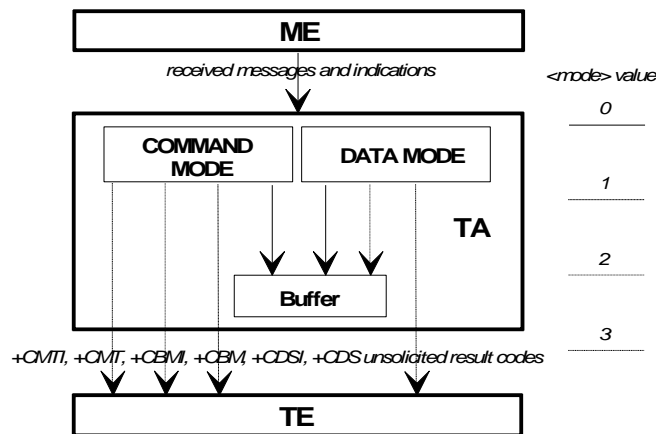 ME
received messages and indications
<mode> value
0
COMMAND
MODE
DATA MODE
1
TA
2
Buffer
3
+CMTI, +CMT, +CBMI, +CBM, +CDSI, +CDS unsolicited result codes
TE